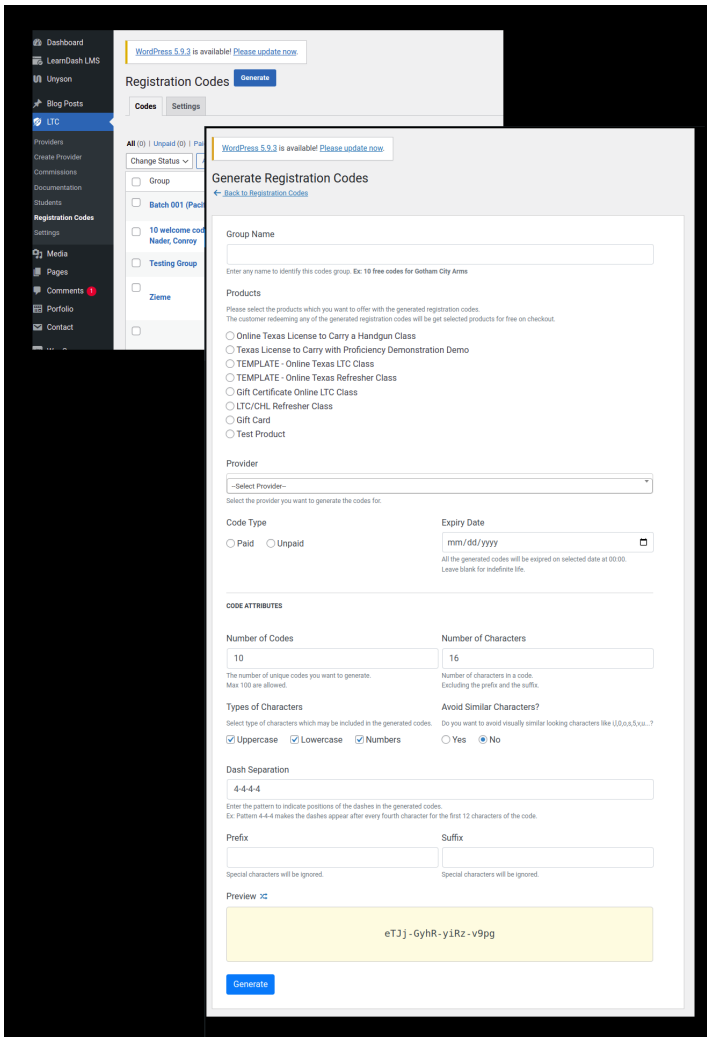 Dashboard
LearnDash LMS
Unyson
Blog Posts
LTC
Providers
Create Provider
Commissions
Documentation
Students
Registration Codes
Settings
Media
Pages
Comments 1
Porfolio
Contact
WordPress 5.9.3 is available! Please update now.
Registration Codes Generate
Codes Settings
All (0) | Unpaid (0) |
Change Status
Group
Batch 001
10 welcome
Nader, Conroy
Testing Group
Zieme
WordPress 5.9.3 is available! Please update now.
Generate Registration Codes
← Back to Registration Codes
Group Name
Enter any name to identify this codes group. Ex: 10 free codes for Gotham City Arms
Products
Please select the products which you want to offer with the generated registration codes.
The customer redeeming any of the generated registration codes will be get selected products for free on checkout.
Online Texas License to Carry a Handgun Class
Texas License to Carry with Proficiency Demonstration Demo
TEMPLATE - Online Texas LTC Class
TEMPLATE - Online Texas Refresher Class
Gift Certificate Online LTC Class
LTC/CHL Refresher Class
Gift Card
Test Product
Provider
--Select Provider--
Select the provider you want to generate the codes for.
Code Type Expiry Date
Paid Unpaid mm/dd/yyyy
All the generated codes will be exipred on selected date at 00:00.
Leave blank for indefinite life.
CODE ATTRIBUTES
Number of Codes Number of Characters
10 16
The number of unique codes you want to generate. Number of characters in a code.
Max 100 are allowed. Excluding the prefix and the suffix.
Types of Characters Avoid Similar Characters?
Select type of characters which may be included in the generated codes. Do you want to avoid visually similar looking characters like i,l,0,o,s,5,v,u...?
Uppercase Lowercase Numbers Yes No
Dash Separation
4-4-4-4
Enter the pattern to indicate positions of the dashes in the generated codes.
Ex: Pattern 4-4-4 makes the dashes appear after every fourth character for the first 12 characters of the code.
Prefix Suffix
Special characters will be ignored. Special characters will be ignored.
Preview
eTJj-GyhR-yiRz-v9pg
Generate